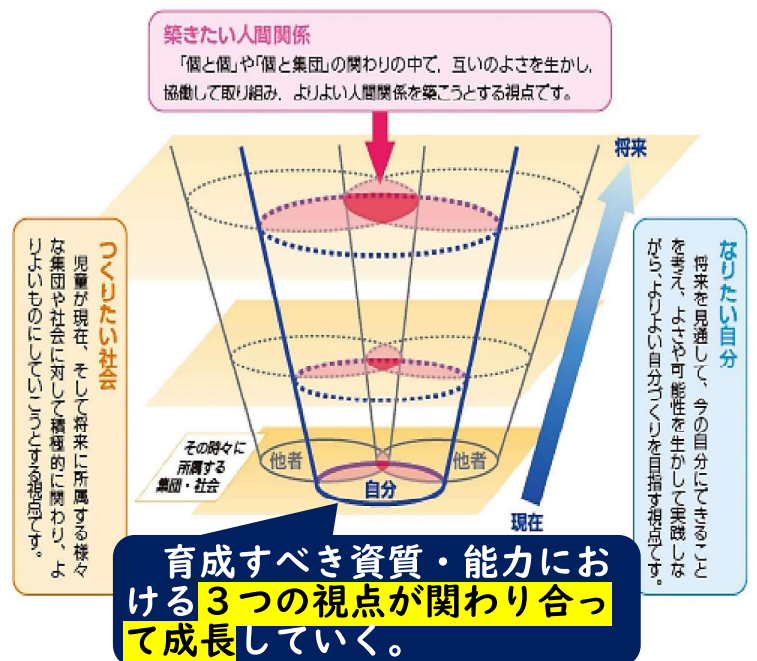 築きたい人間関係
「個と個」や「個と集団」の関わりの中で，互いのよさを生かし，
協働して取り組み，よりよい人間関係を築こうとする視点です。
将来
つくりたい社会
児童が現在、そして将来に所属する様々
な集団や社会に対して積極的に関わり、よ
りよいものにしていこうとする視点です。
なりたい自分
将来を見通して、今の自分にできること
を考え、よさや可能性を生かして実践しな
がら、よりよい自分づくりを目指す視点です。
その時々に
所属する
集団・社会
他者
他者
自分
現在
育成すべき資質・能力にお
ける３つの視点が関わり合っ
て成長していく。